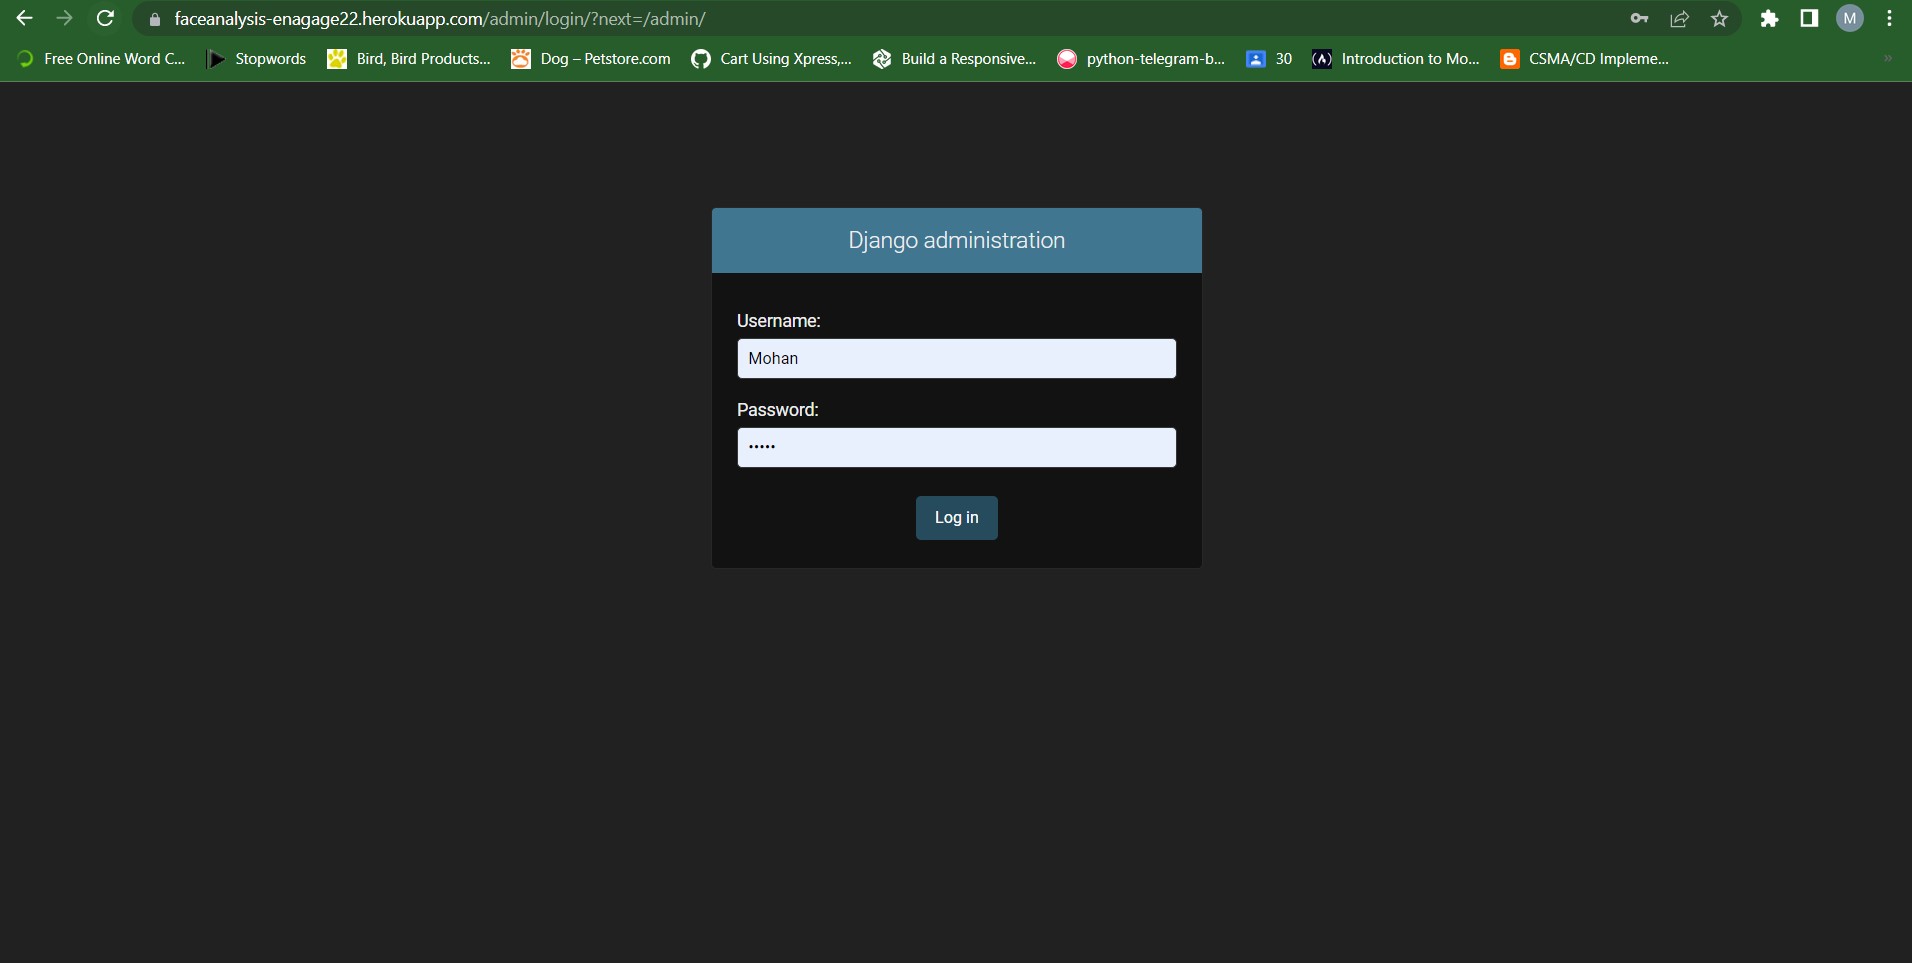 faceanalysis-enagage22.herokuapp.com/admin/login/?next=/admin/
M
Free Online Word C... Stopwords Bird, Bird Products... Dog – Petstore.com Cart Using Xpress,... Build a Responsive... python-telegram-b... 30 Introduction to Mo... CSMA/CD Impleme... »
Django administration
Username:
Mohan
Password:
•••••
Log in